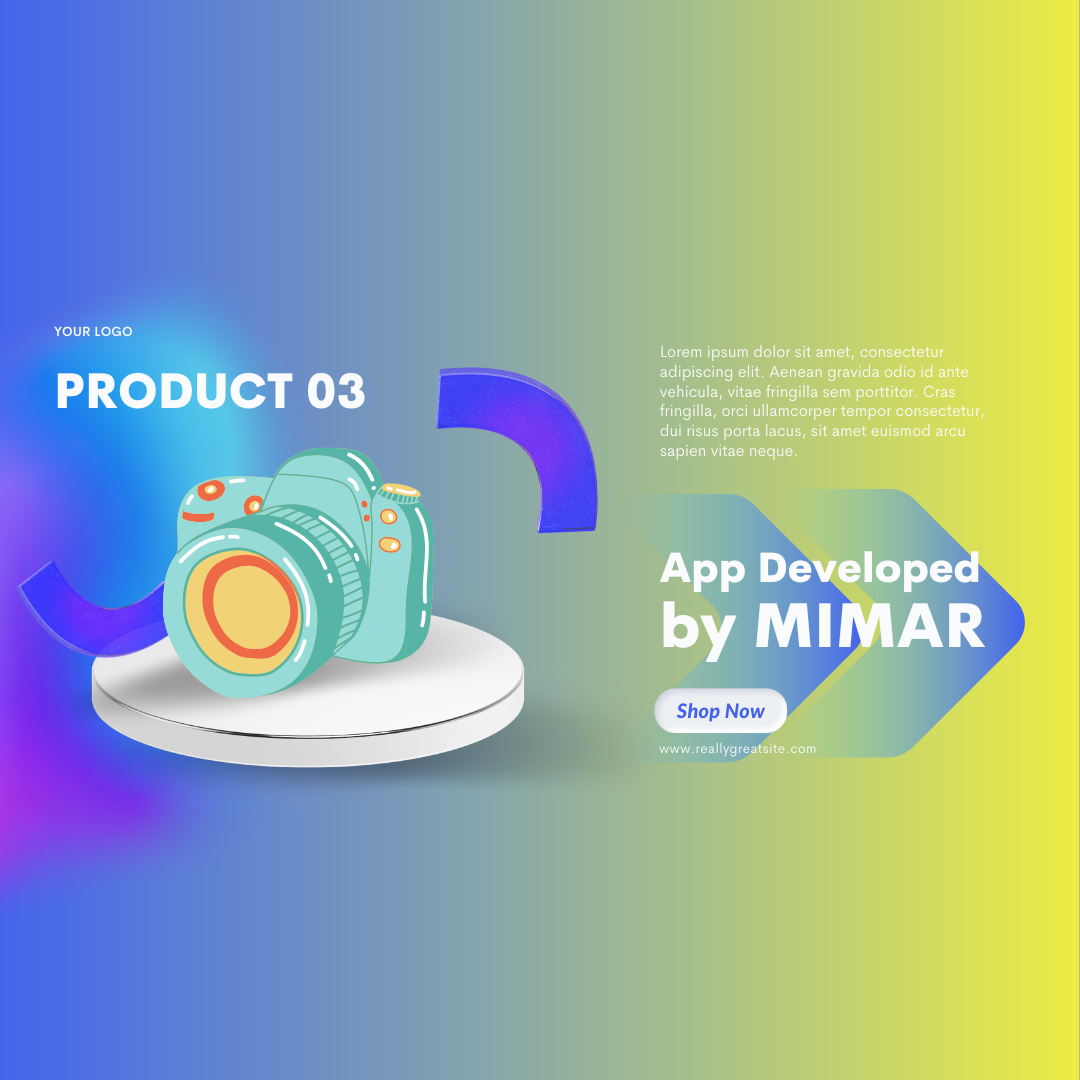 YOUR LOGO
PRODUCT 03
Lorem ipsum dolor sit amet, consectetur
adipiscing elit. Aenean gravida odio id ante
vehicula, vitae fringilla sem porttitor. Cras
fringilla, orci ullamcorper tempor consectetur,
dui risus porta lacus, sit amet euismod arcu
sapien vitae neque.
App Developed
by MIMAR
Shop Now
www.reallygreatsite.com